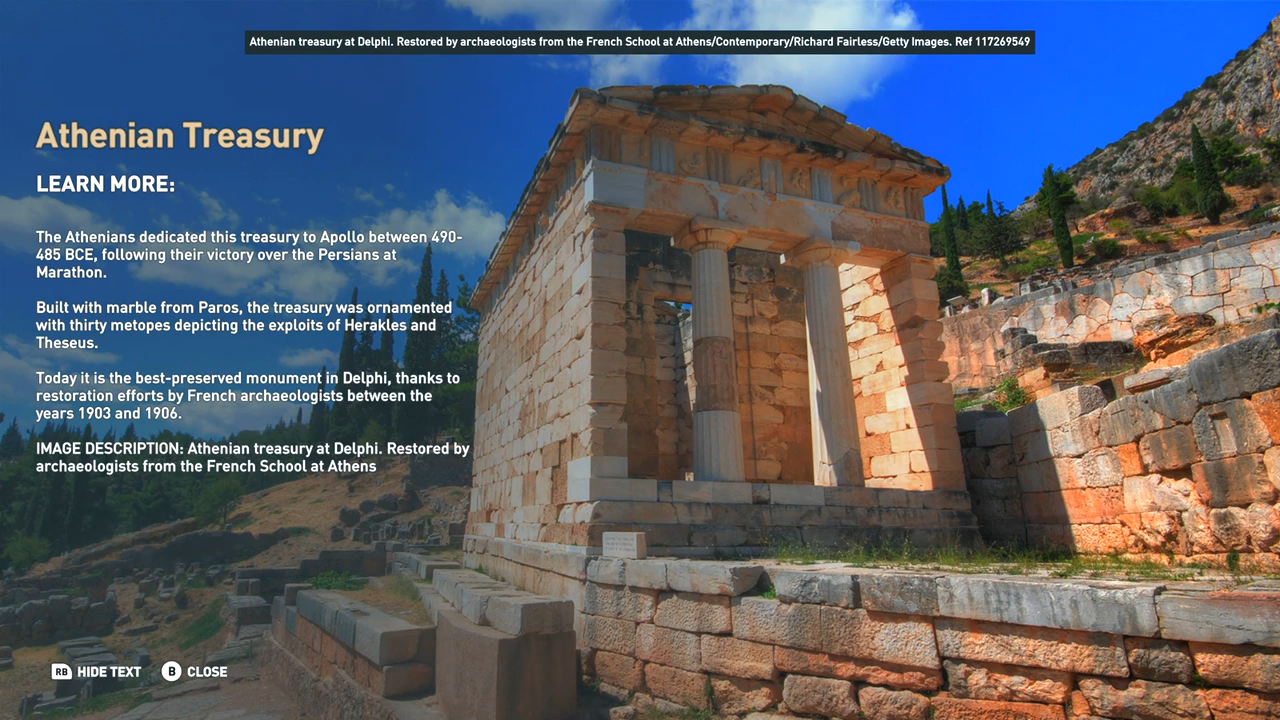 Athenian treasury at Delphi. Restored by archaeologists from the French School at Athens/Contemporary/Richard Fairless/Getty Images. Ref 117269549
Athenian Treasury
LEARN MORE:
The Athenians dedicated this treasury to Apollo between 490-
485 BCE, following their victory over the Persians at
Marathon.
Built with marble from Paros, the treasury was ornamented
with thirty metopes depicting the exploits of Herakles and
Theseus.
Today it is the best-preserved monument in Delphi, thanks to
restoration efforts by French archaeologists between the
years 1903 and 1906.
IMAGE DESCRIPTION: Athenian treasury at Delphi. Restored by
archaeologists from the French School at Athens
RB HIDE TEXT B CLOSE